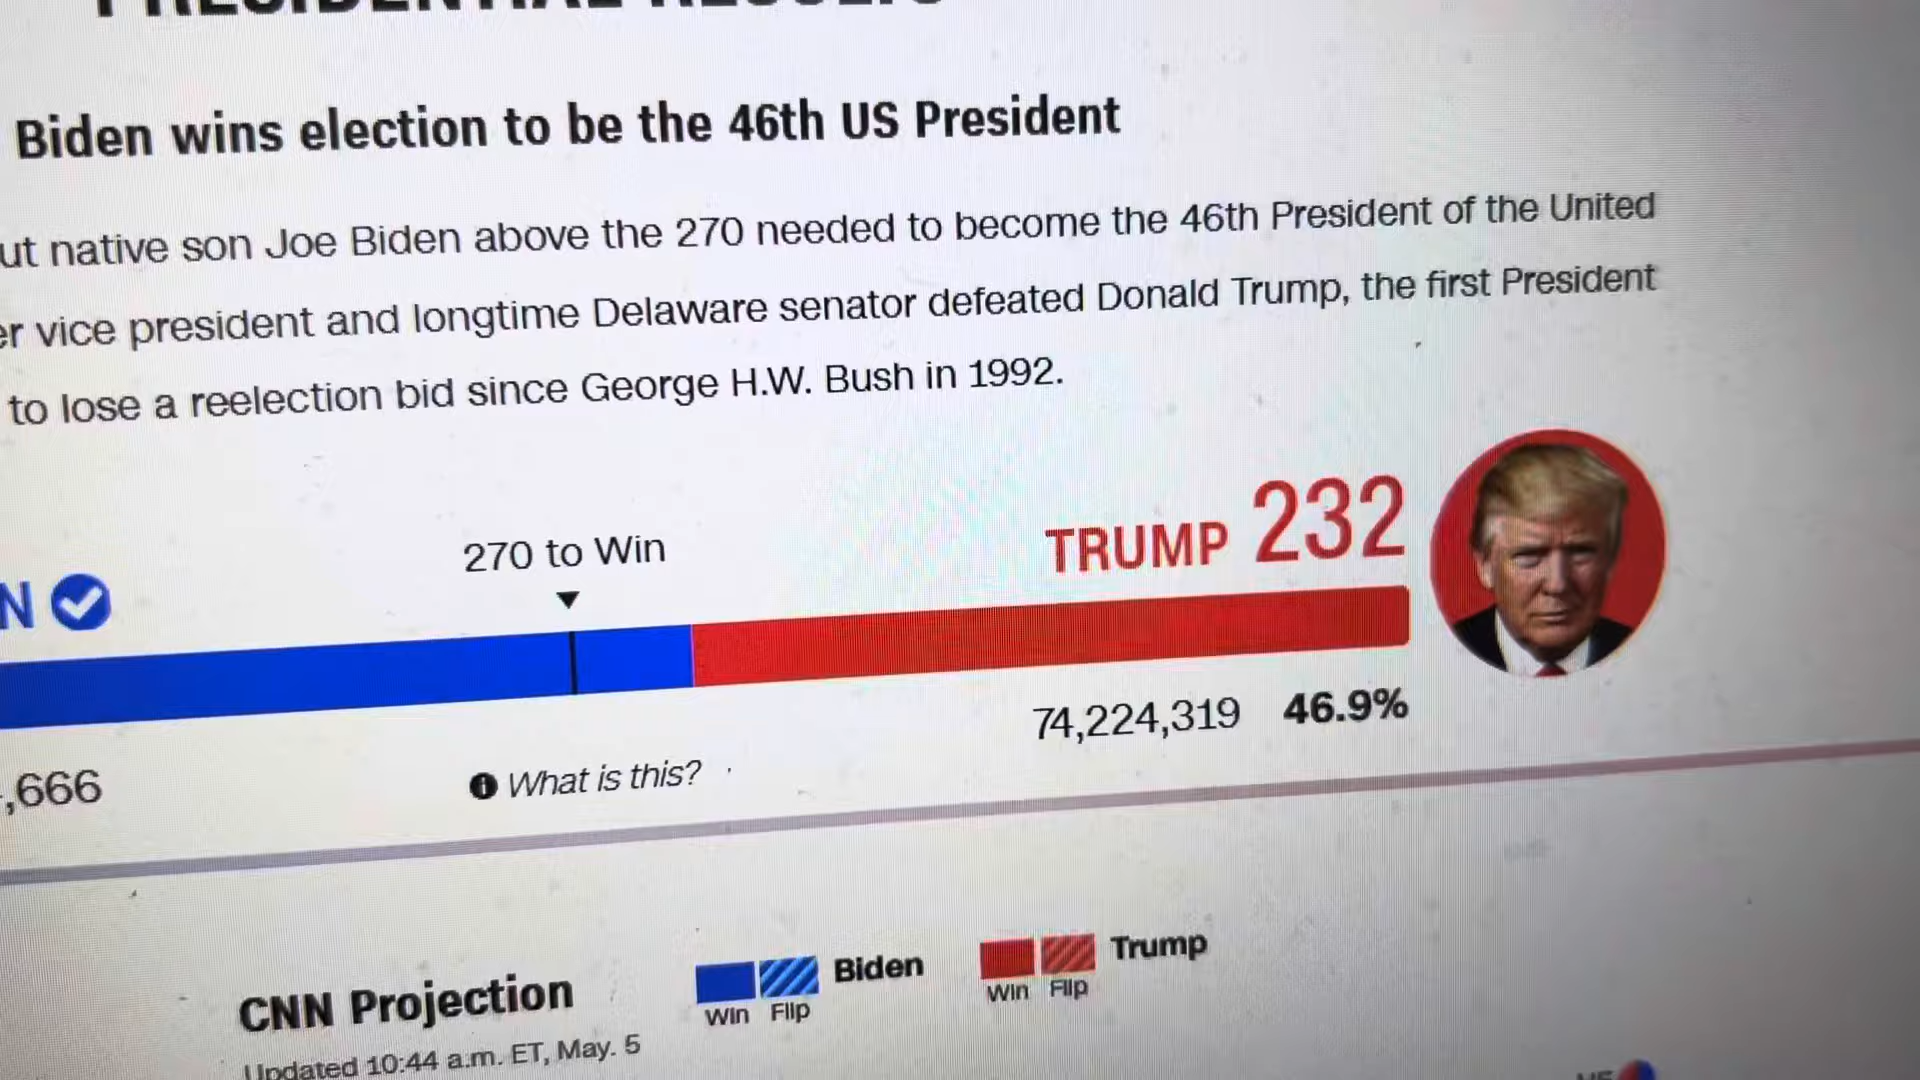 PRESIDENTIAL RESULTS
Biden wins election to be the 46th US President
ut native son Joe Biden above the 270 needed to become the 46th President of the United
er vice president and longtime Delaware senator defeated Donald Trump, the first President
to lose a reelection bid since George H.W. Bush in 1992.
270 to Win
TRUMP 232
N
74,224,319 46.9%
,666
What is this?
CNN Projection
Updated 10:44 a.m. ET, May. 5
Biden
Win Flip
Trump
Win Flip